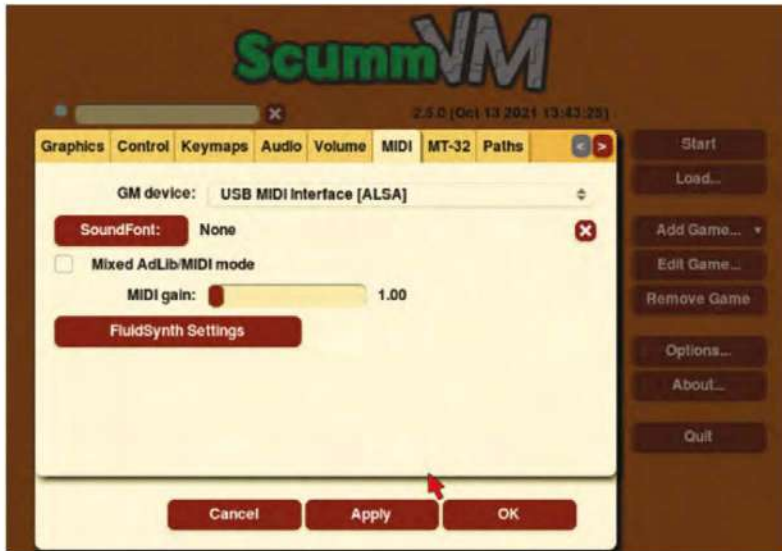 ScummVM
2.5.0 (Oct 13 2021 13:43:25)
Graphics Control Keymaps Audio Volume MIDI MT-32 Paths < >
GM device: USB MIDI Interface [ALSA]
SoundFont: None
Mixed AdLib/MIDI mode
MIDI gain: 1.00
FluidSynth Settings
Cancel Apply OK
Start
Load...
Add Game...
Edit Game...
Remove Game
Options...
About...
Quit